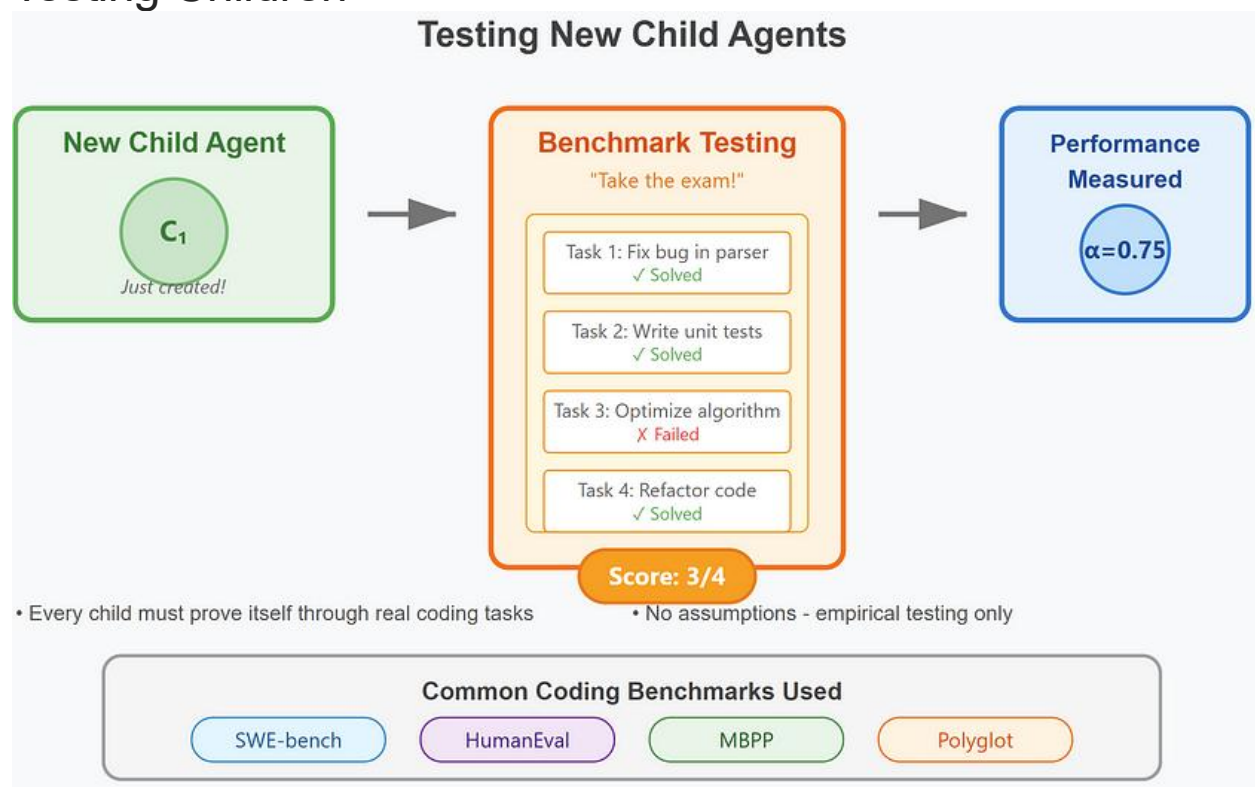 Testing Children
Testing New Child Agents
New Child Agent
C₁
Just created!
Benchmark Testing
"Take the exam!"
Task 1: Fix bug in parser
✓ Solved
Task 2: Write unit tests
✓ Solved
Task 3: Optimize algorithm
✗ Failed
Task 4: Refactor code
✓ Solved
Score: 3/4
Performance
Measured
α=0.75
• Every child must prove itself through real coding tasks
• No assumptions - empirical testing only
Common Coding Benchmarks Used
SWE-bench
HumanEval
MBPP
Polyglot